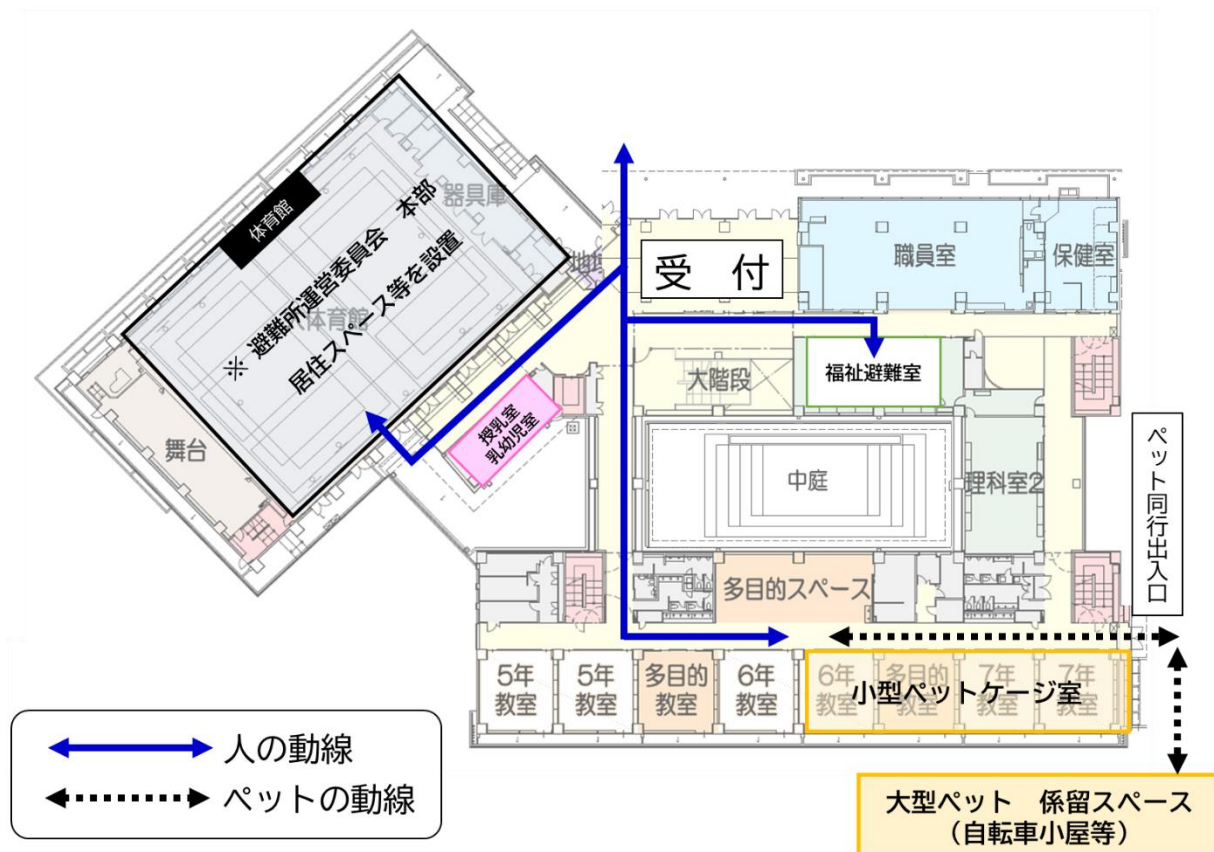 体育館
※ 避難所運営委員会 本部
居住スペース等を設置
器具庫
体育館
舞台
授乳室
乳幼児室
受 付
職員室
保健室
大階段
福祉避難室
中庭
理科室2
ペット同行出入口
多目的スペース
5年
教室
5年
教室
多目的
教室
6年
教室
6年
教室
多目的
教室
7年
教室
7年
教室
小型ペットケージ室
人の動線
ペットの動線
大型ペット 係留スペース
（自転車小屋等）